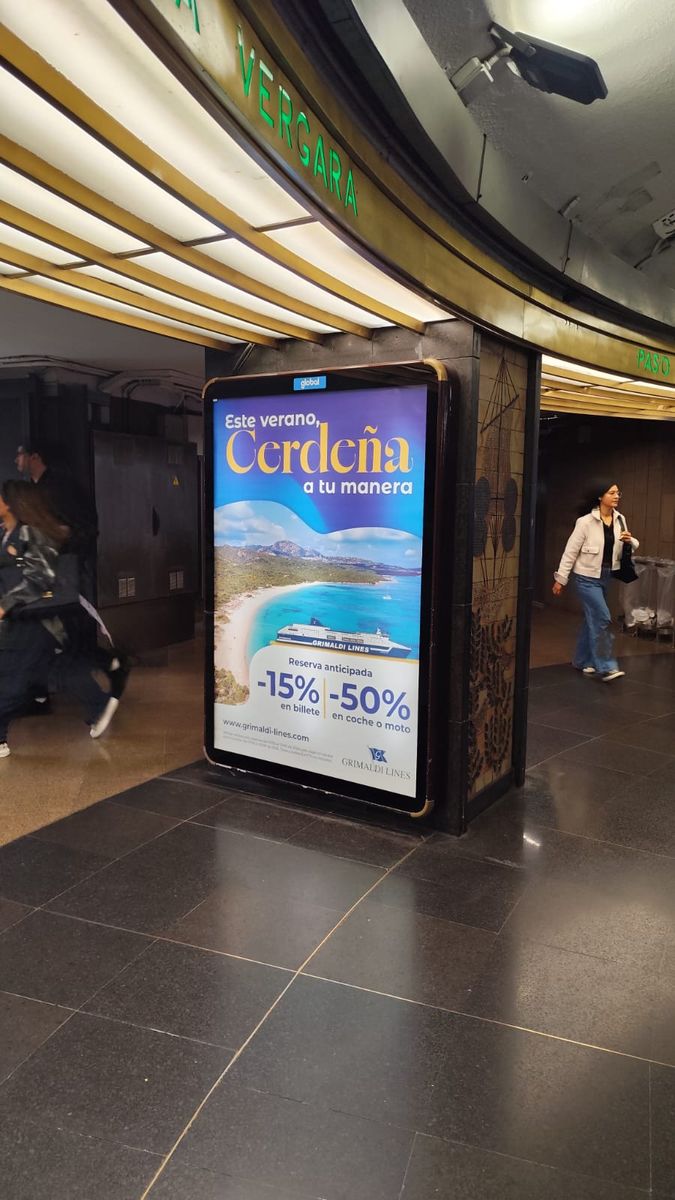 VERGARA
PASO
global
Este verano,
Cerdeña
a tu manera
GRIMALDI LINES
Reserva anticipada
-15%
en billete
-50%
en coche o moto
www.grimaldi-lines.com
GRIMALDI LINES